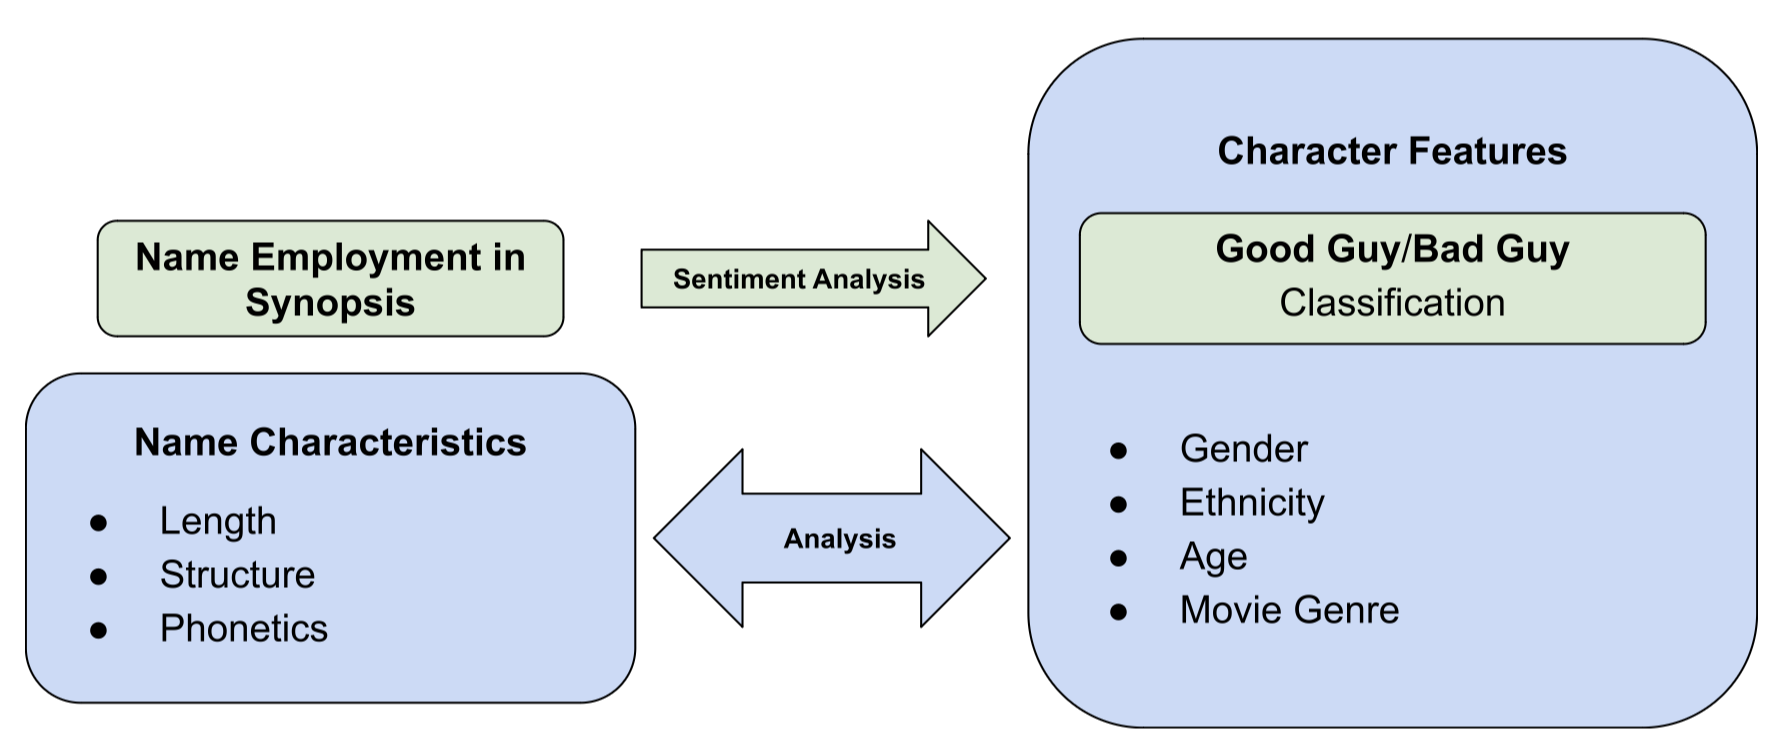 Name Employment in
Synopsis
Sentiment Analysis
Character Features
Good Guy/Bad Guy
Classification
Name Characteristics
● Length
● Structure
● Phonetics
Analysis
● Gender
● Ethnicity
● Age
● Movie Genre